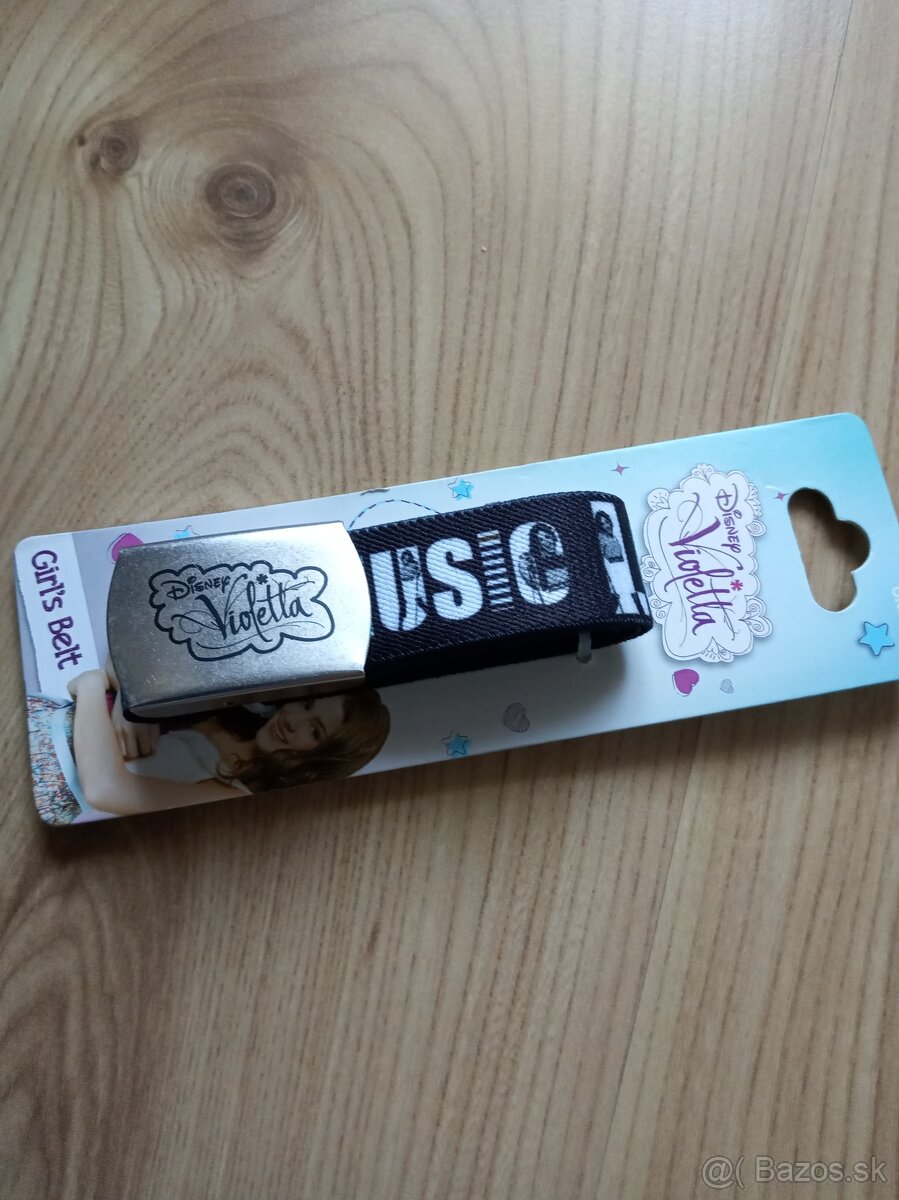 Girl's Belt
Disney
Violetta
USIC
Disney
Violetta
@( Bazos.sk